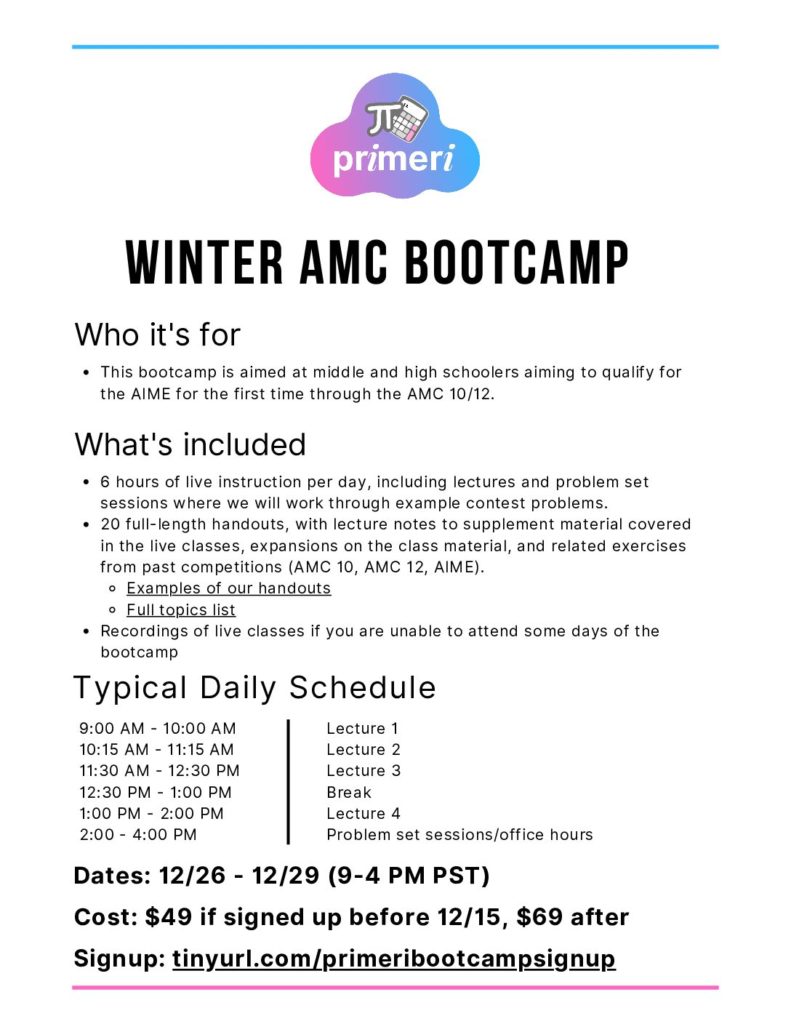 π
primeri
WINTER AMC BOOTCAMP
Who it's for
• This bootcamp is aimed at middle and high schoolers aiming to qualify for
the AIME for the first time through the AMC 10/12.
What's included
• 6 hours of live instruction per day, including lectures and problem set
sessions where we will work through example contest problems.
• 20 full-length handouts, with lecture notes to supplement material covered
in the live classes, expansions on the class material, and related exercises
from past competitions (AMC 10, AMC 12, AIME).
◦ Examples of our handouts
◦ Full topics list
• Recordings of live classes if you are unable to attend some days of the
bootcamp
Typical Daily Schedule
9:00 AM - 10:00 AM Lecture 1
10:15 AM - 11:15 AM Lecture 2
11:30 AM - 12:30 PM Lecture 3
12:30 PM - 1:00 PM Break
1:00 PM - 2:00 PM Lecture 4
2:00 - 4:00 PM Problem set sessions/office hours
Dates: 12/26 - 12/29 (9-4 PM PST)
Cost: $49 if signed up before 12/15, $69 after
Signup: tinyurl.com/primeribootcampsignup